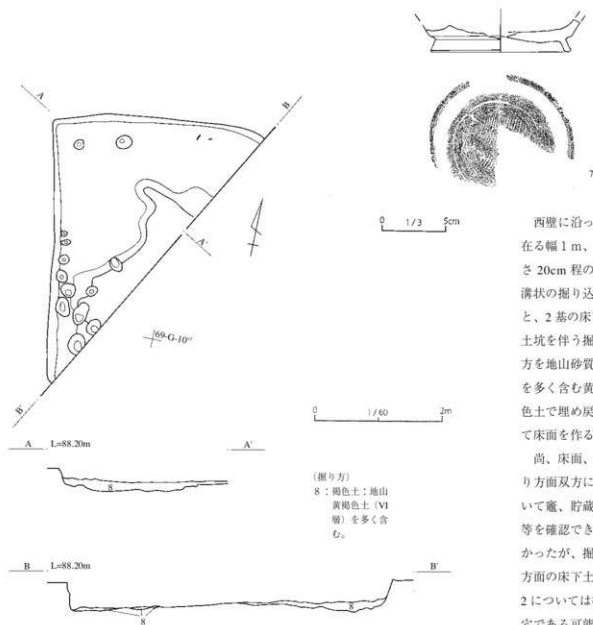 7
0 1/3 5cm
A
B
A'
69-G-10
B'
0 1/60 2m
A L=88.20m A'
8
(掘り方)
8：褐色土：地山
黄褐色土（VI
層）を多く含
む。
B L=88.20m B'
8
8
西壁に沿っ
在る幅1m、
さ 20cm 程の
溝状の掘り込
と、2基の床
土坑を伴う掘
方を地山砂質
を多く含む黄
色土で埋め戻
て床面を作る
尚、床面、
り方面双方に
いて竈、貯蔵
等を確認でき
かったが、掘
方面の床下土
2については
穴である可能